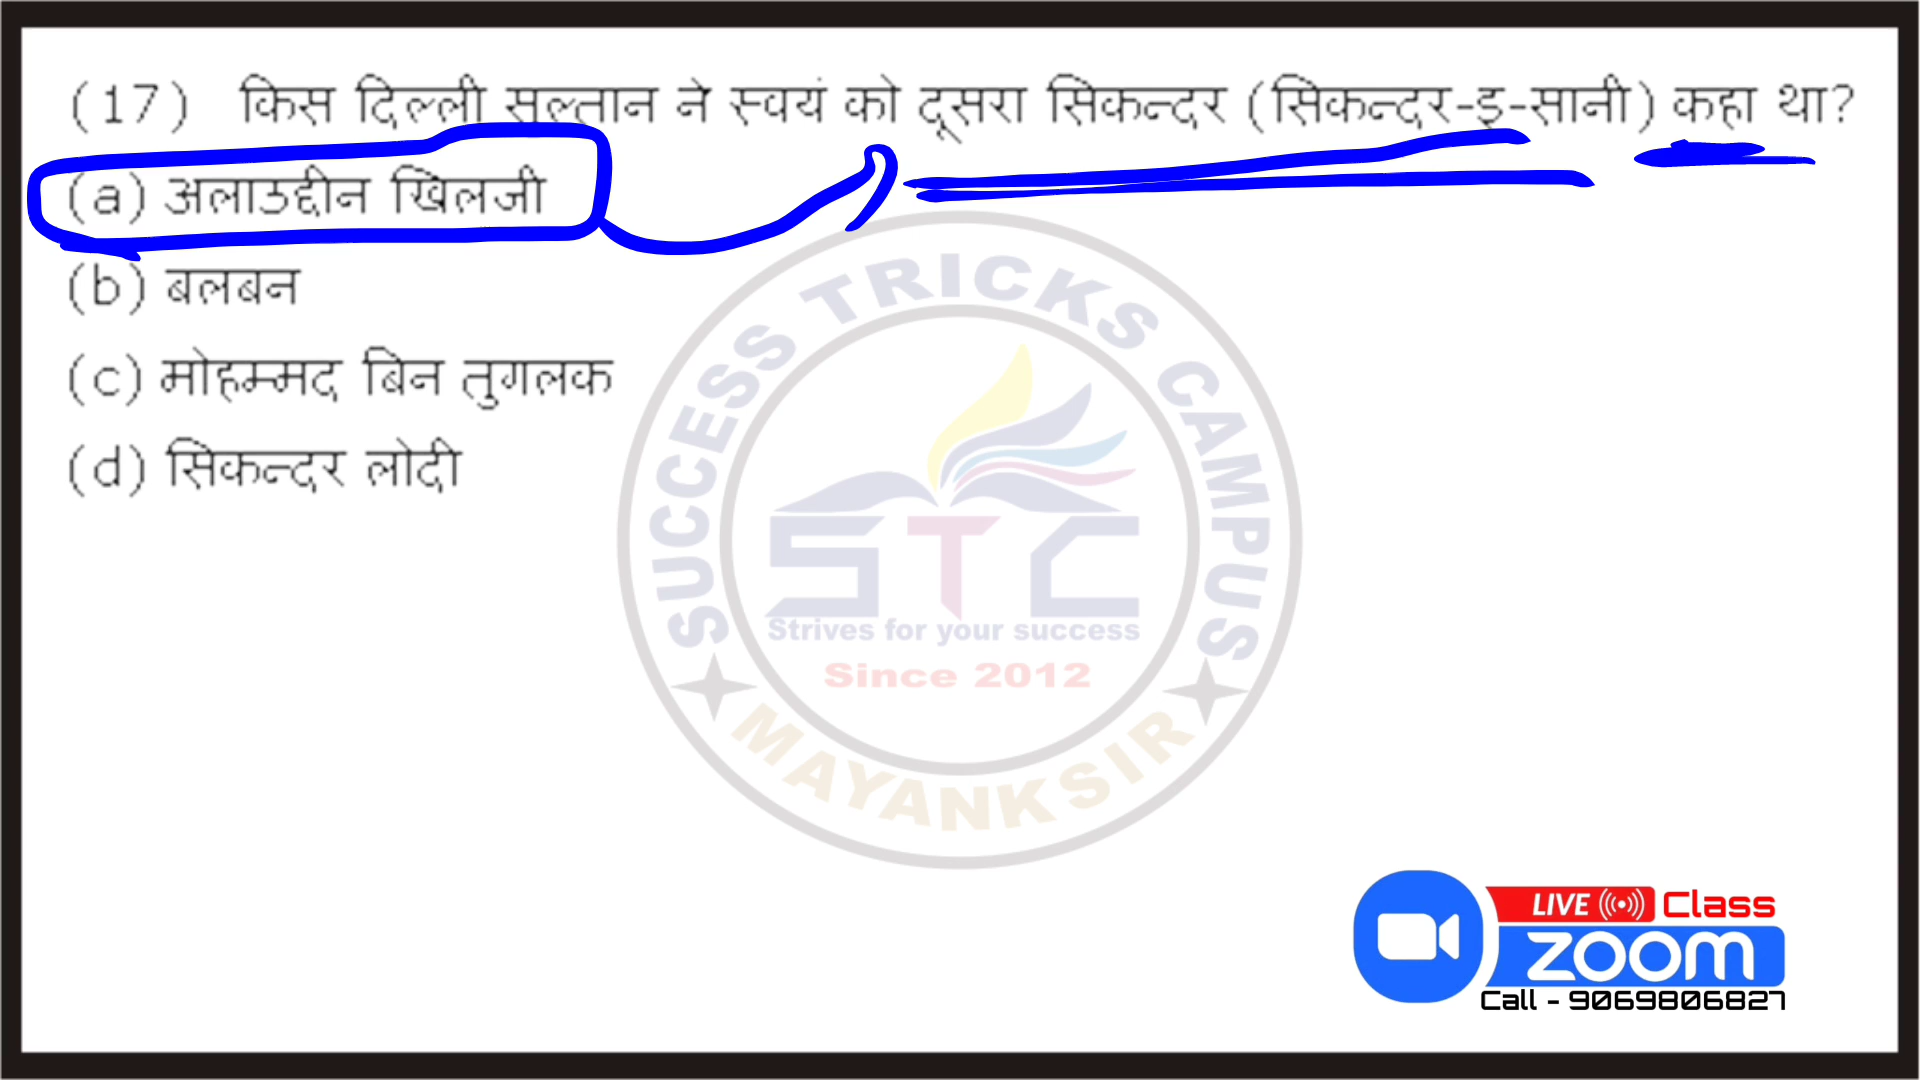 (17) किस दिल्ली सुल्तान ने स्वयं को दूसरा सिकन्दर (सिकन्दर-इ-सानी) कहा था?
(a) अलाउद्दीन खिलजी
(b) बलबन
(c) मोहम्मद बिन तुगलक
(d) सिकन्दर लोदी
SUCCESS TRICKS CAMPUS
STC
Strives for your success
Since 2012
MAYANKSIR
LIVE Class
zoom
Call - 9069806827